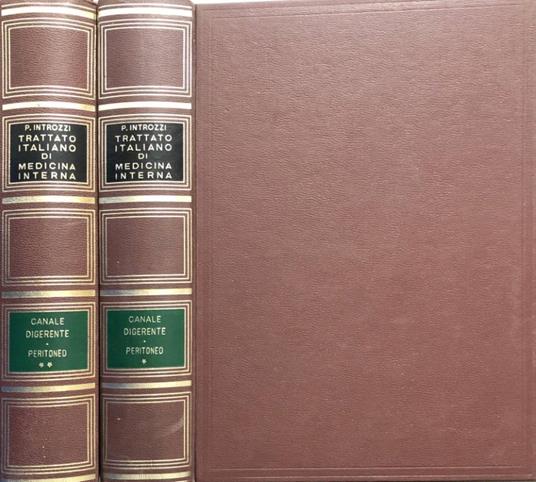 P. INTROZZI
TRATTATO
ITALIANO
DI
MEDICINA
INTERNA
CANALE
DIGERENTE
-
PERITONEO
**
P. INTROZZI
TRATTATO
ITALIANO
DI
MEDICINA
INTERNA
CANALE
DIGERENTE
-
PERITONEO
*